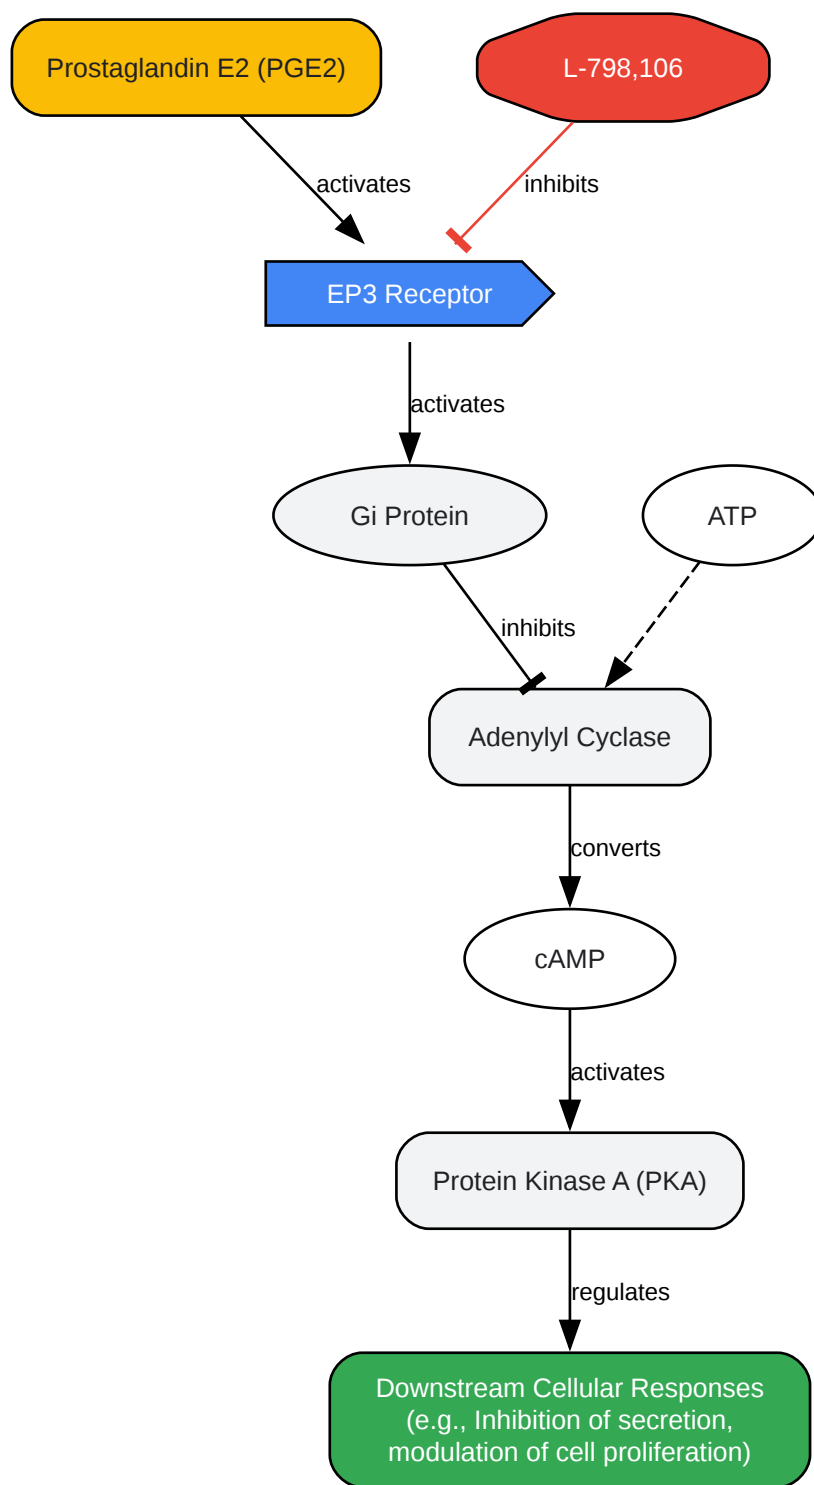 Prostaglandin E2 (PGE2)
L-798,106
activates
inhibits
EP3 Receptor
activates
Gi Protein
ATP
inhibits
Adenylyl Cyclase
converts
cAMP
activates
Protein Kinase A (PKA)
regulates
Downstream Cellular Responses
(e.g., Inhibition of secretion,
modulation of cell proliferation)